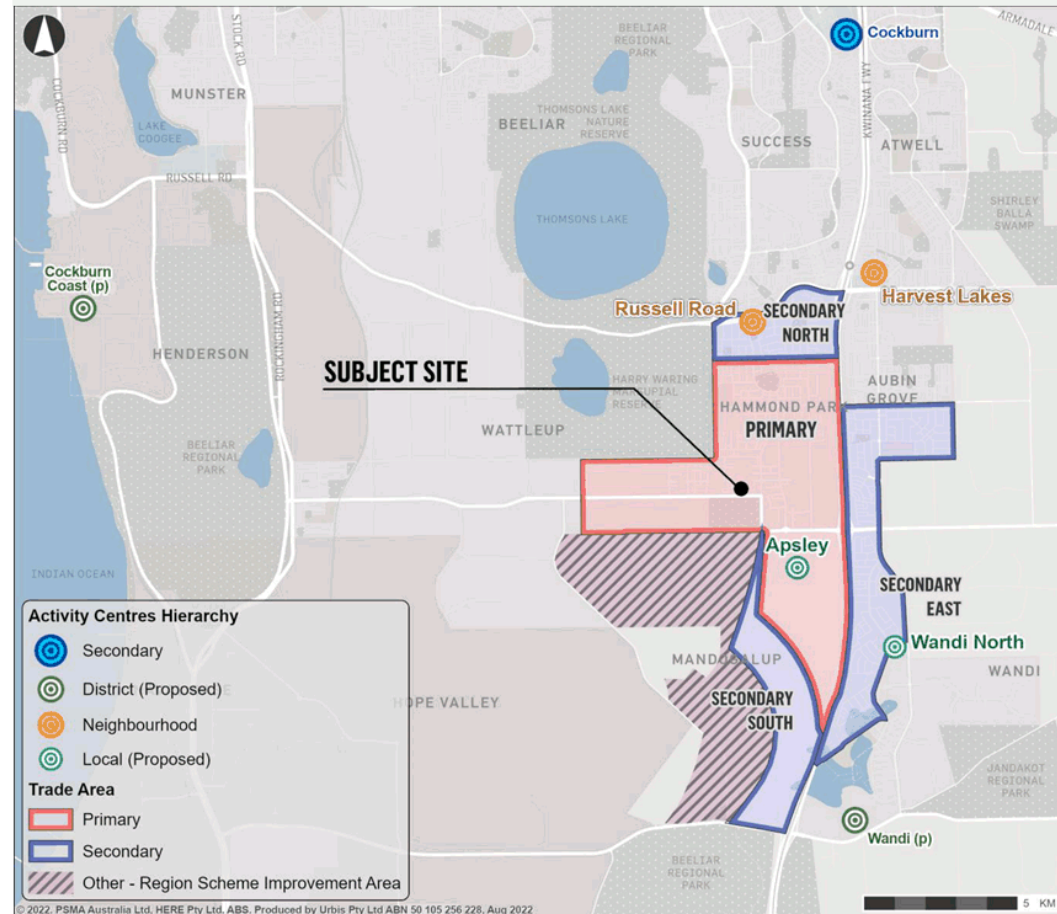 ARMADALE
Cockburn
BEELIAR
REGIONAL
PARK
STOCK RD
COCKBURN RD
MUNSTER
KWINANA FWY
THOMSONS LAKE
NATURE
RESERVE
BEELIAR
SUCCESS
ATWELL
LAKE
COOGEE
RUSSELL RD
SHIRLEY
BALLA
SWAMP
THOMSONS LAKE
Cockburn
Coast (p)
Harvest Lakes
Russell Road
SECONDARY
NORTH
ROCKINGHAM RD
HENDERSON
SUBJECT SITE
HARRY WARING
MARSUPIAL
RESERVE
AUBIN
GROVE
HAMMOND PARK
PRIMARY
WATTLEUP
BEELIAR
REGIONAL
PARK
Apsley
INDIAN OCEAN
SECONDARY
EAST
Wandi North
MANDOGALUP
WANDI
SECONDARY
SOUTH
HOPE VALLEY
JANDAKOT
REGIONAL
PARK
Wandi (p)
BEELIAR
REGIONAL
PARK
Activity Centres Hierarchy
Secondary
District (Proposed)
Neighbourhood
Local (Proposed)
Trade Area
Primary
Secondary
Other - Region Scheme Improvement Area
5 KM
© 2022. PSMA Australia Ltd, HERE Pty Ltd, ABS. Produced by Urbis Pty Ltd ABN 50 105 256 228, Aug 2022